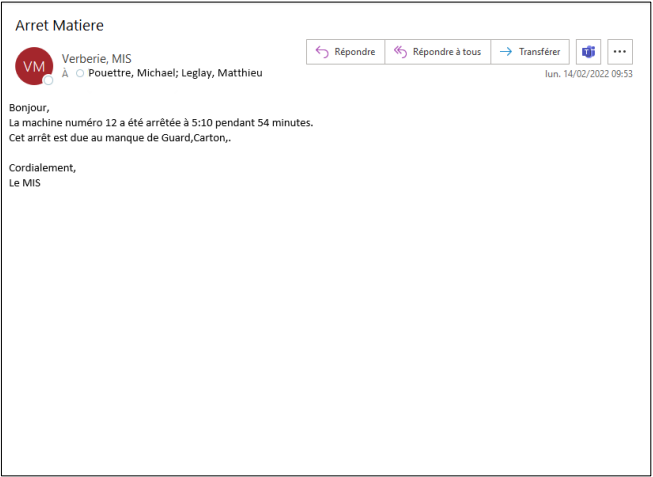 Arret Matiere
VM
Verberie, MIS
À Pouettre, Michael; Leglay, Matthieu
Répondre
Répondre à tous
Transférer
lun. 14/02/2022 09:53
Bonjour,
La machine numéro 12 a été arrêtée à 5:10 pendant 54 minutes.
Cet arrêt est due au manque de Guard,Carton,.
Cordialement,
Le MIS